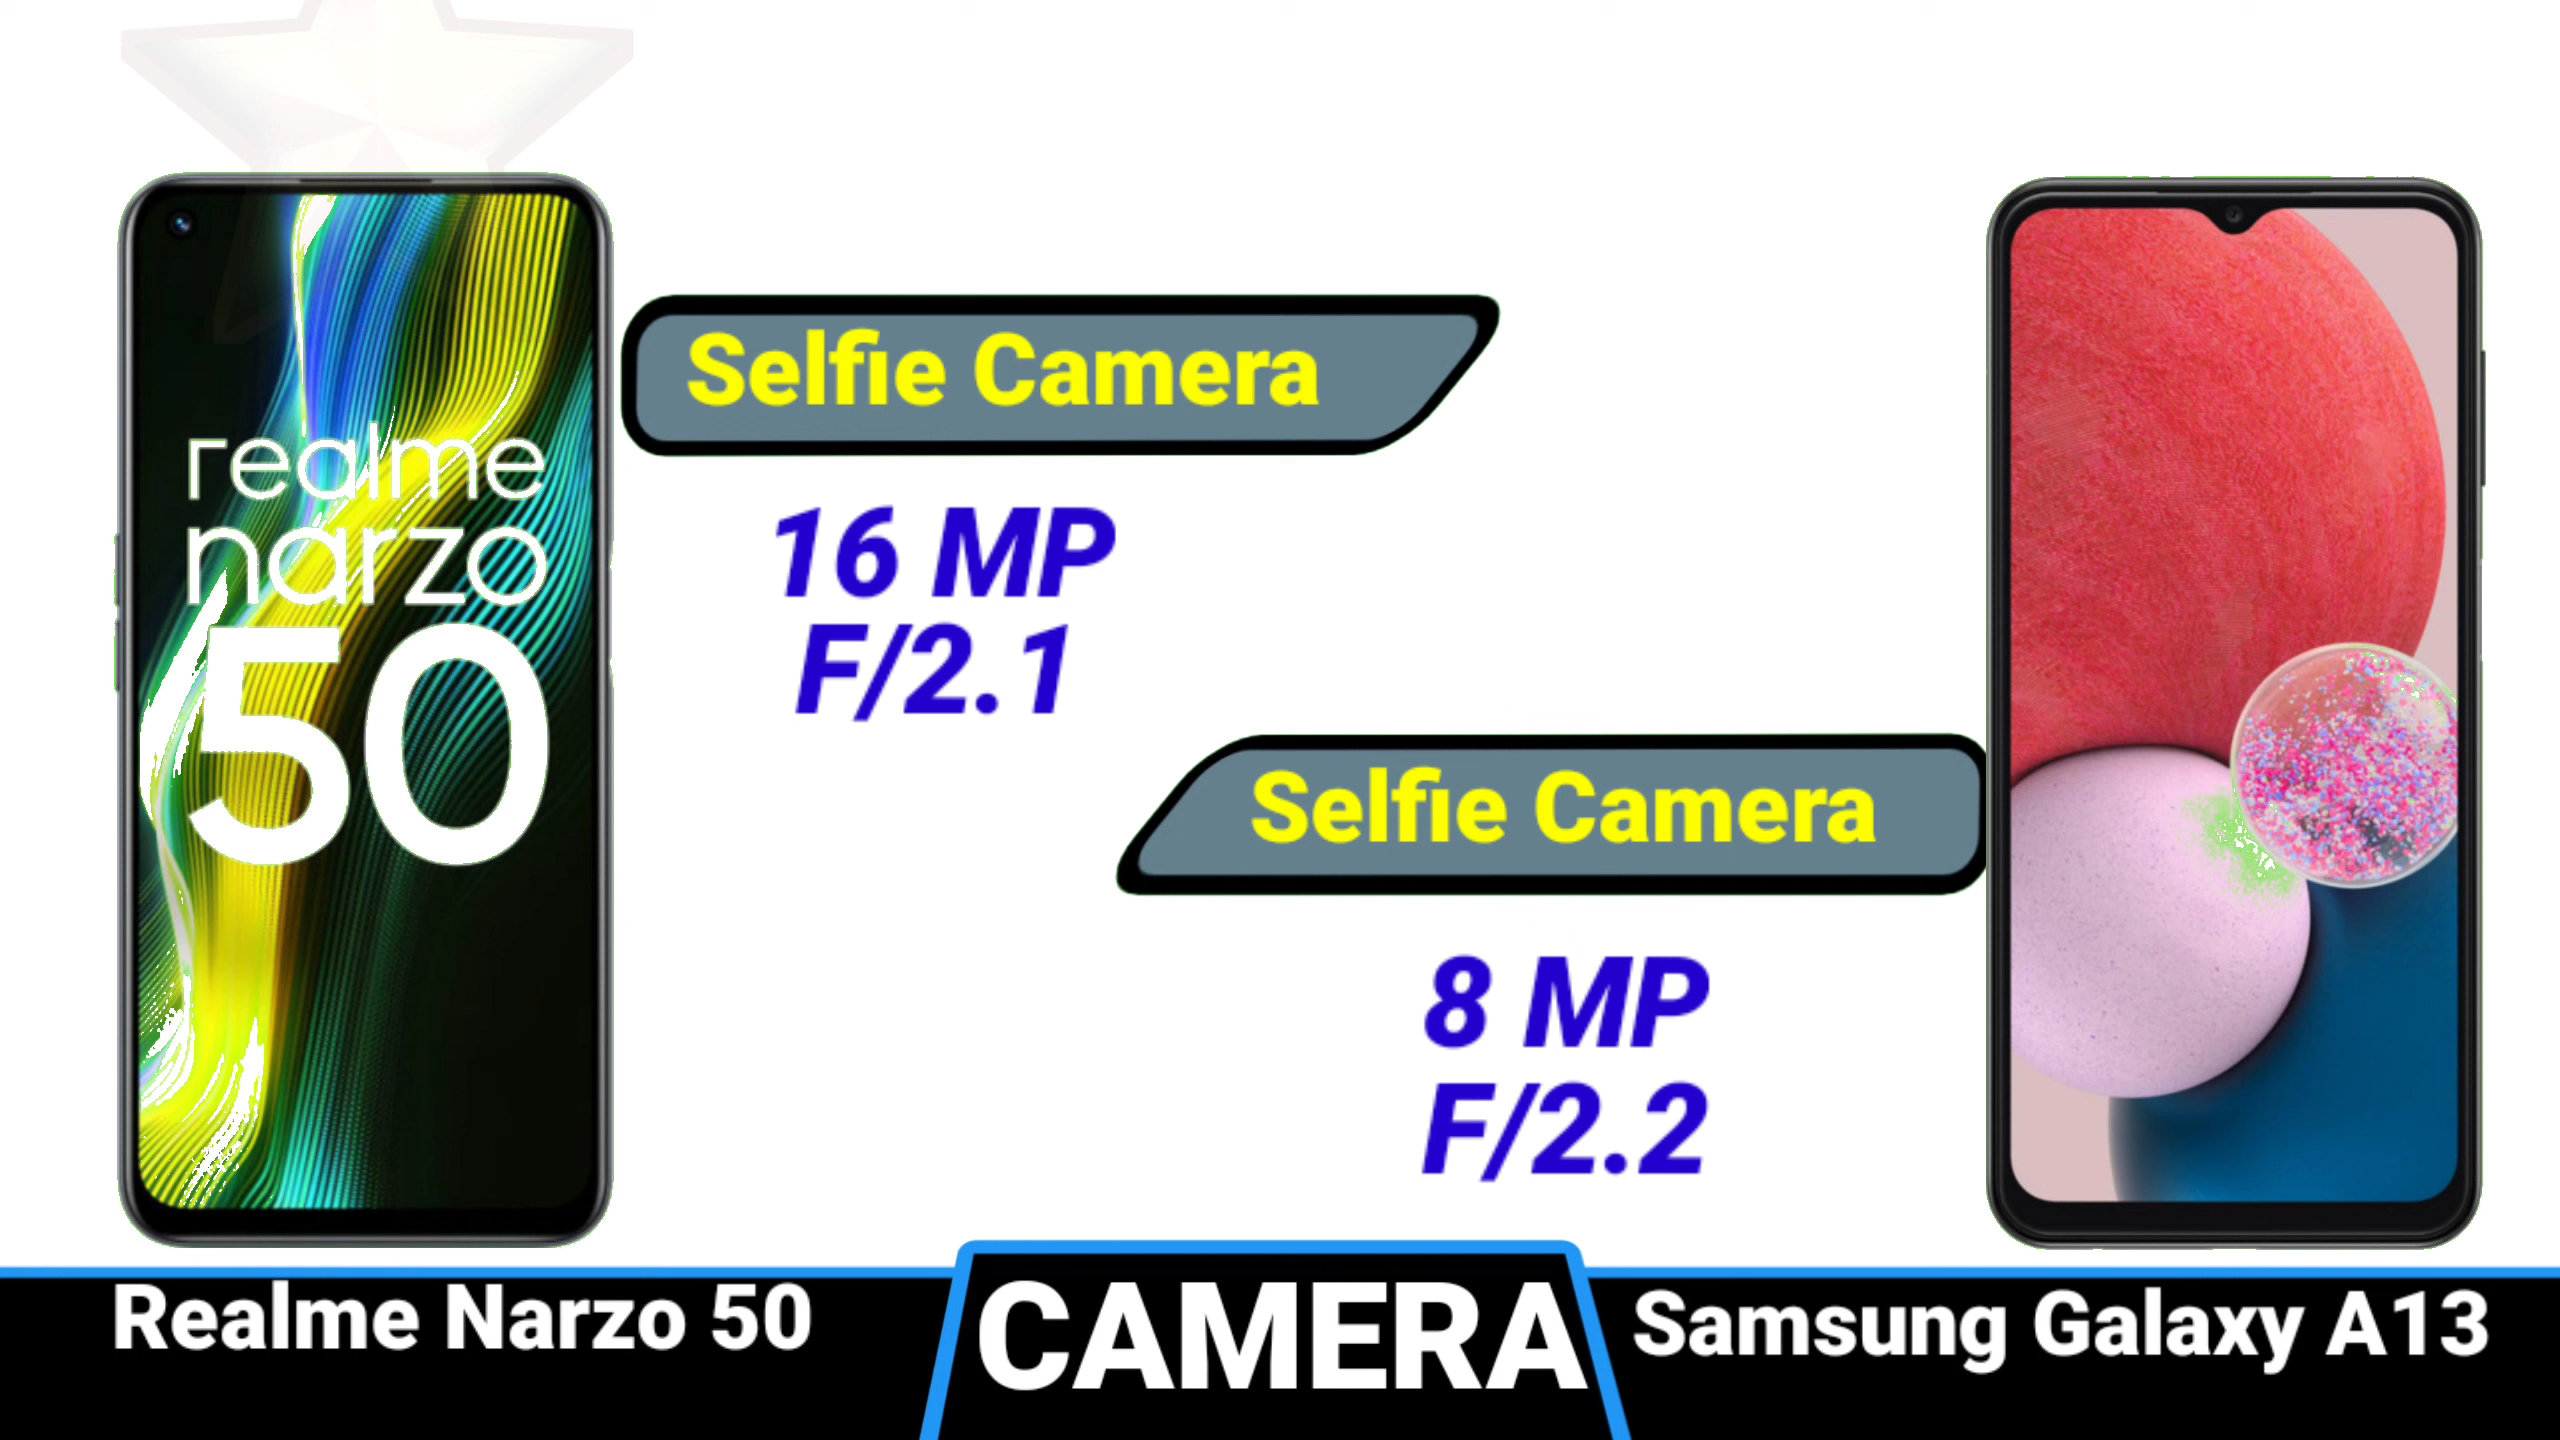 realme
narzo
50
Selfie Camera
16 MP
F/2.1
Selfie Camera
8 MP
F/2.2
Realme Narzo 50
CAMERA
Samsung Galaxy A13